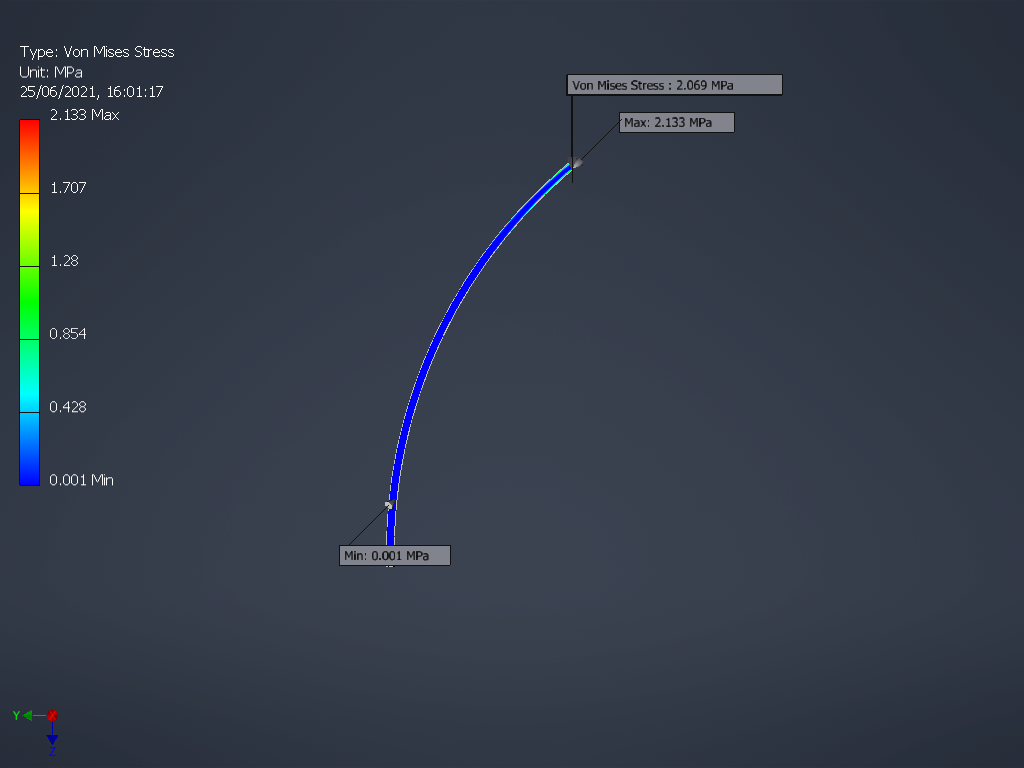 Type: Von Mises Stress
Unit: MPa
25/06/2021, 16:01:17
2.133 Max
1.707
1.28
0.854
0.428
0.001 Min
Von Mises Stress : 2.069 MPa
Max: 2.133 MPa
Min: 0.001 MPa
Y
X
Z